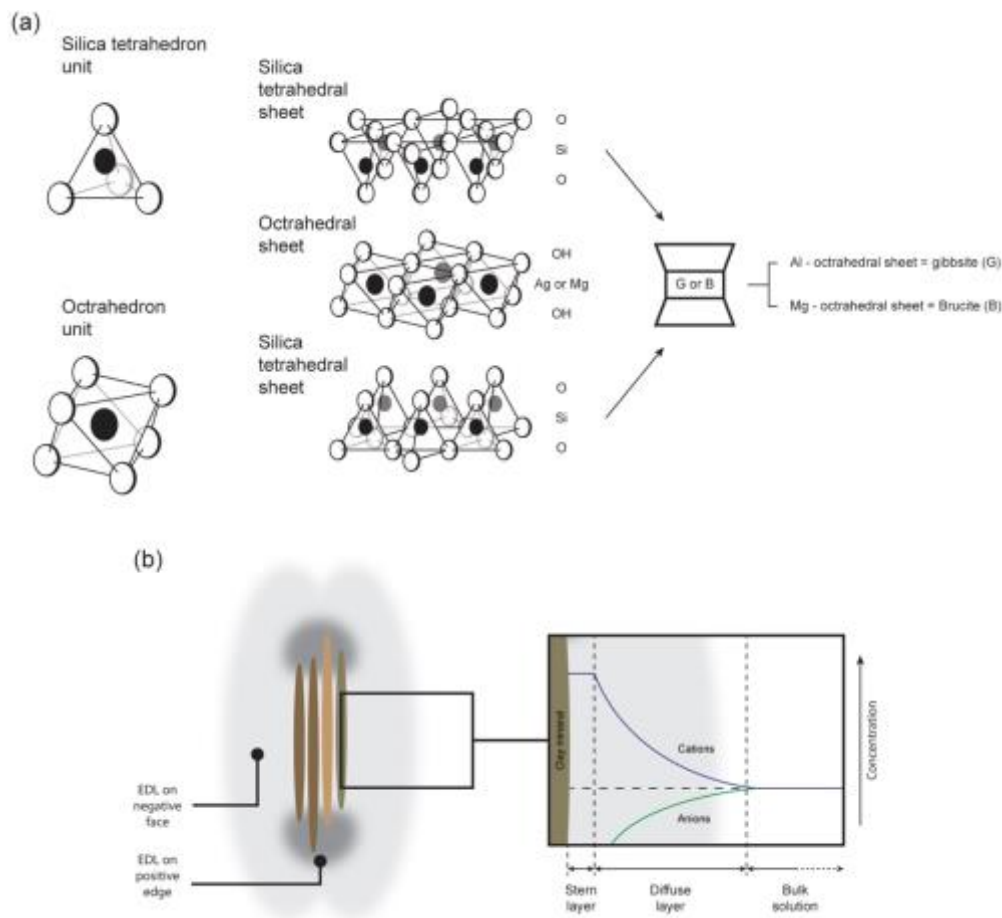 (a)
Silica tetrahedron
unit
Silica
tetrahedral
sheet
O
Si
O
Octrahedral
sheet
OH
Ag or Mg
OH
G or B
Al - octrahedral sheet = gibbsite (G)
Mg - octrahedral sheet = Brucite (B)
Octrahedron
unit
Silica
tetrahedral
sheet
O
Si
O
(b)
EDL on
negative
face
EDL on
positive
edge
Clay mineral
Cations
Anions
Concentration
Stern
layer
Diffuse
layer
Bulk
solution